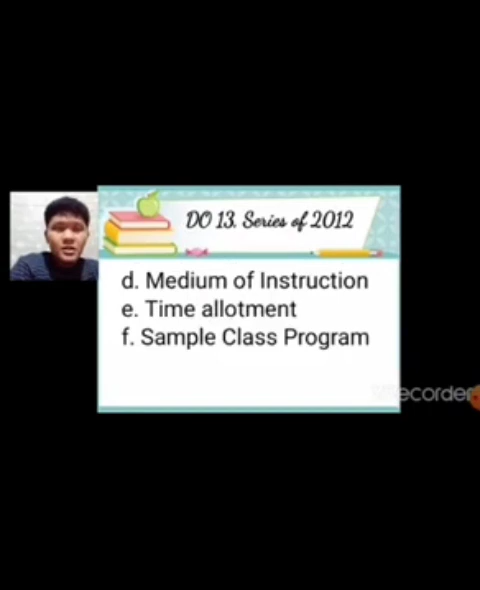 DO 13. Series of 2012
d. Medium of Instruction
e. Time allotment
f. Sample Class Program